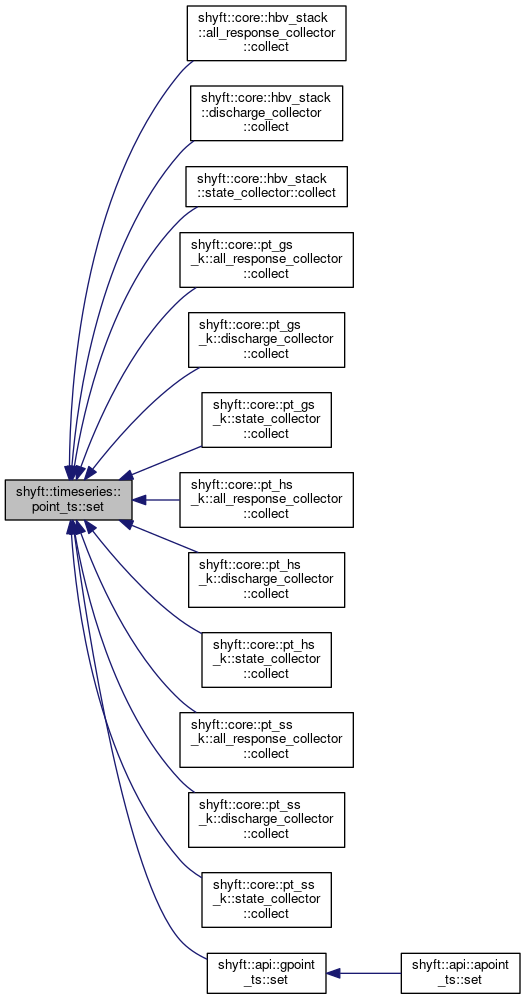 shyft::core::hbv_stack
::all_response_collector
::collect
shyft::core::hbv_stack
::discharge_collector
::collect
shyft::core::hbv_stack
::state_collector::collect
shyft::core::pt_gs
_k::all_response_collector
::collect
shyft::core::pt_gs
_k::discharge_collector
::collect
shyft::core::pt_gs
_k::state_collector
::collect
shyft::timeseries::
point_ts::set
shyft::core::pt_hs
_k::all_response_collector
::collect
shyft::core::pt_hs
_k::discharge_collector
::collect
shyft::core::pt_hs
_k::state_collector
::collect
shyft::core::pt_ss
_k::all_response_collector
::collect
shyft::core::pt_ss
_k::discharge_collector
::collect
shyft::core::pt_ss
_k::state_collector
::collect
shyft::api::gpoint
_ts::set
shyft::api::apoint
_ts::set